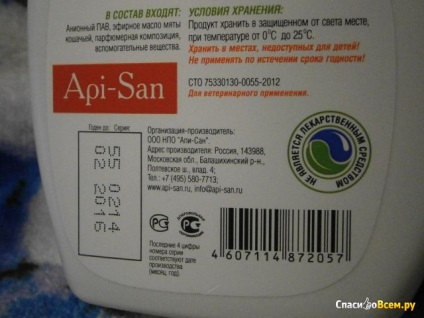 В СОСТАВ ВХОДЯТ:
Анионный ПАВ, эфирное масло мяты
кошачьей, парфюмерная композиция,
вспомогательные вещества.
УСЛОВИЯ ХРАНЕНИЯ:
Продукт хранить в защищенном от света месте,
при температуре от 0°С до 25°С.
Хранить в местах, недоступных для детей!
Не применять по истечении срока годности!
СТО 75330130-0055-2012
Для ветеринарного применения.
Api-San
Годен до: Серия:
55 0214
02 2016
Организация-производитель:
ООО НПО "Апи-Сан".
Адрес производителя: Россия, 143988,
Московская обл., Балашихинский р-н.,
Полтевское ш., влад. 4;
Тел.: +7 (495) 580-7713;
www.api-san.ru, info@api-san.ru
НЕ ЯВЛЯЕТСЯ ЛЕКАРСТВЕННЫМ СРЕДСТВОМ
Последние 4 цифры
номера серии
соответствуют дате
производства
(месяц, год).
4 607114 872057
СпасибоВсем.ру